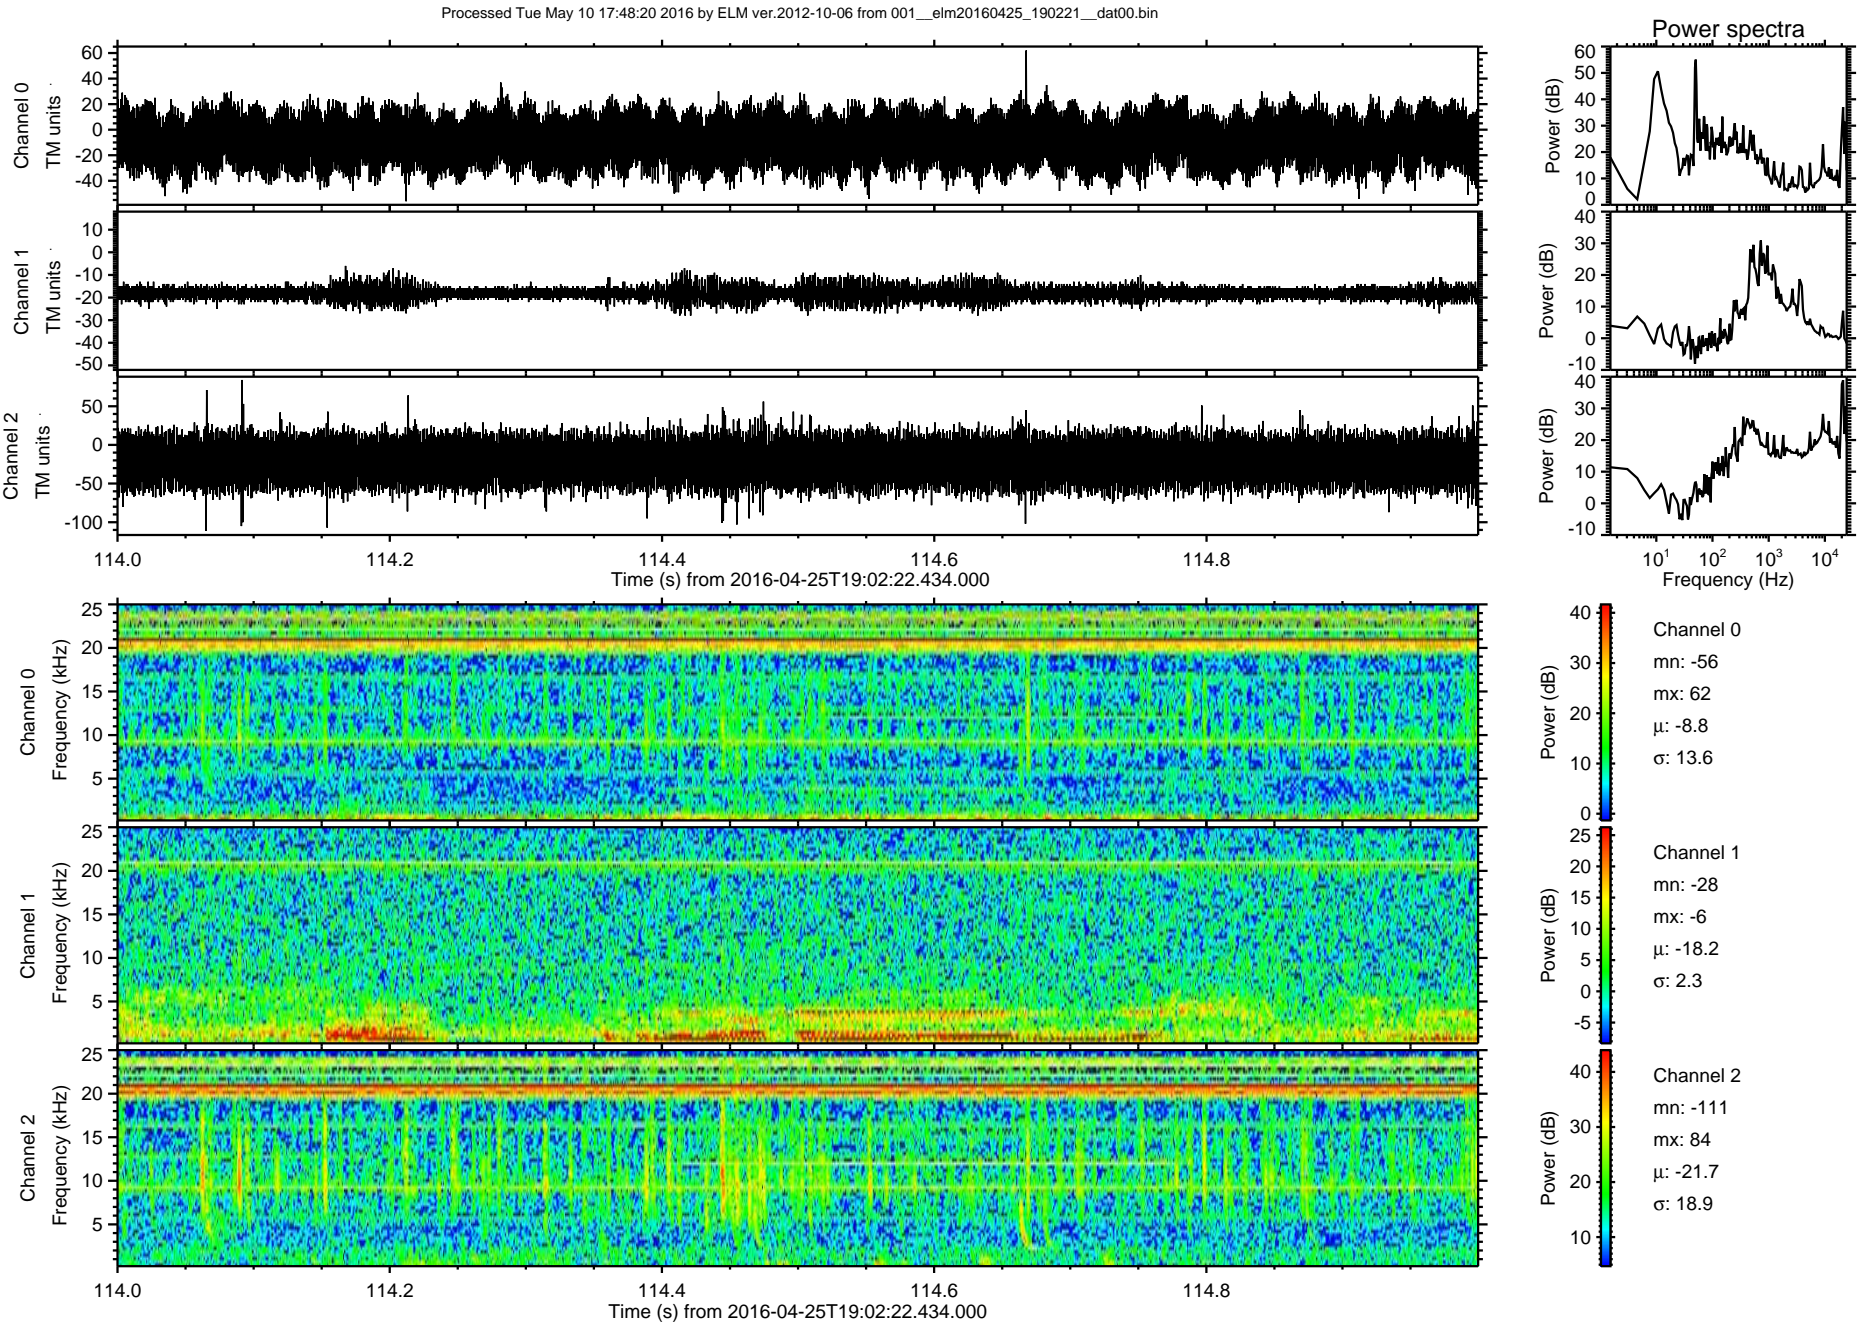 Processed Tue May 10 17:48:20 2016 by ELM ver.2012-10-06 from 001__elm20160425_190221__dat00.bin
Power spectra
Channel 0
TM units
60
40
20
0
-20
-40
Power (dB)
60
50
40
30
20
10
0
Channel 1
TM units
10
0
-10
-20
-30
-40
-50
Power (dB)
40
30
20
10
0
-10
Channel 2
TM units
50
0
-50
-100
Power (dB)
40
30
20
10
0
-10
114.0 114.2 114.4 114.6 114.8
Time (s) from 2016-04-25T19:02:22.434.000
10^1 10^2 10^3 10^4
Frequency (Hz)
Channel 0
Frequency (kHz)
25
20
15
10
5
Power (dB)
40
30
20
10
0
Channel 0
mn: -56
mx: 62
μ: -8.8
σ: 13.6
Channel 1
Frequency (kHz)
25
20
15
10
5
Power (dB)
25
20
15
10
5
0
-5
Channel 1
mn: -28
mx: -6
μ: -18.2
σ: 2.3
Channel 2
Frequency (kHz)
25
20
15
10
5
Power (dB)
40
30
20
10
Channel 2
mn: -111
mx: 84
μ: -21.7
σ: 18.9
114.0 114.2 114.4 114.6 114.8
Time (s) from 2016-04-25T19:02:22.434.000